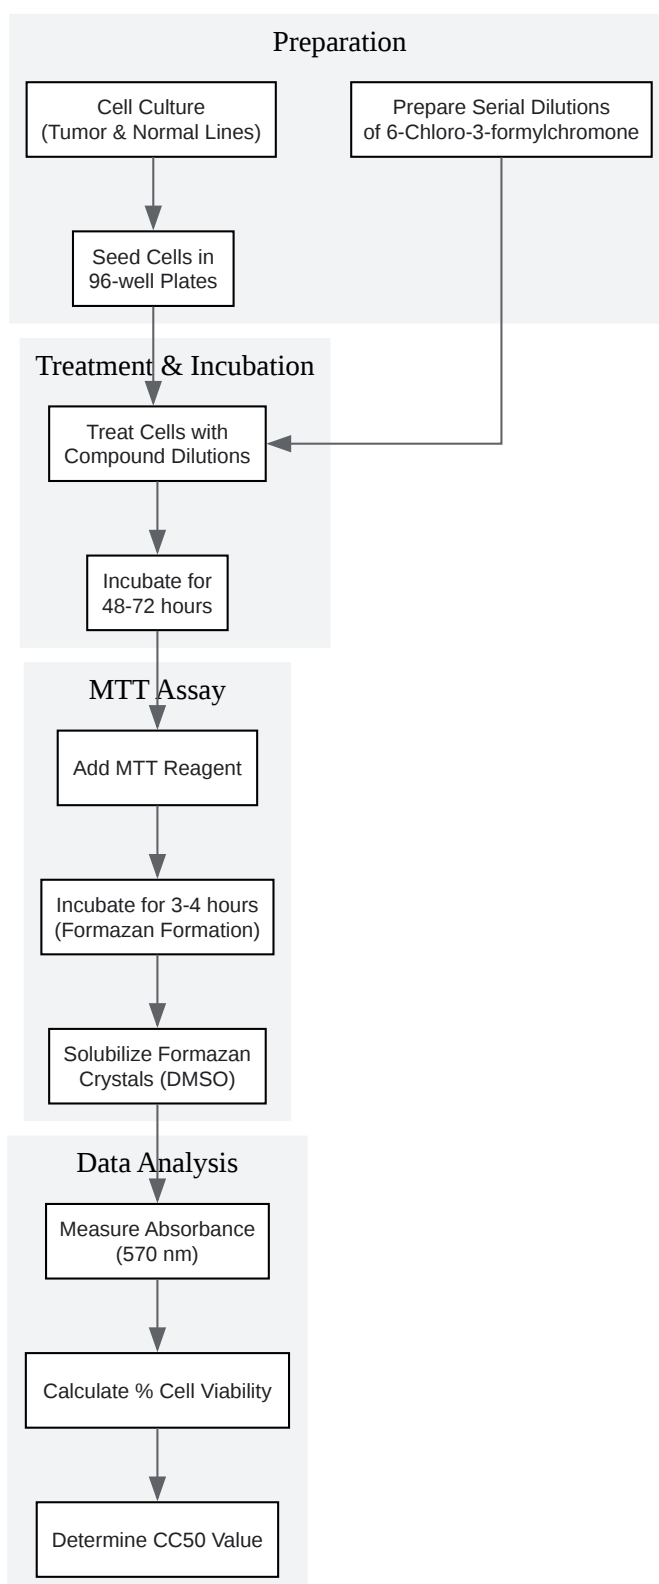 Preparation
Cell Culture
(Tumor & Normal Lines)
Prepare Serial Dilutions
of 6-Chloro-3-formylchromone
Seed Cells in
96-well Plates
Treatment & Incubation
Treat Cells with
Compound Dilutions
Incubate for
48-72 hours
MTT Assay
Add MTT Reagent
Incubate for 3-4 hours
(Formazan Formation)
Solubilize Formazan
Crystals (DMSO)
Data Analysis
Measure Absorbance
(570 nm)
Calculate % Cell Viability
Determine CC50 Value